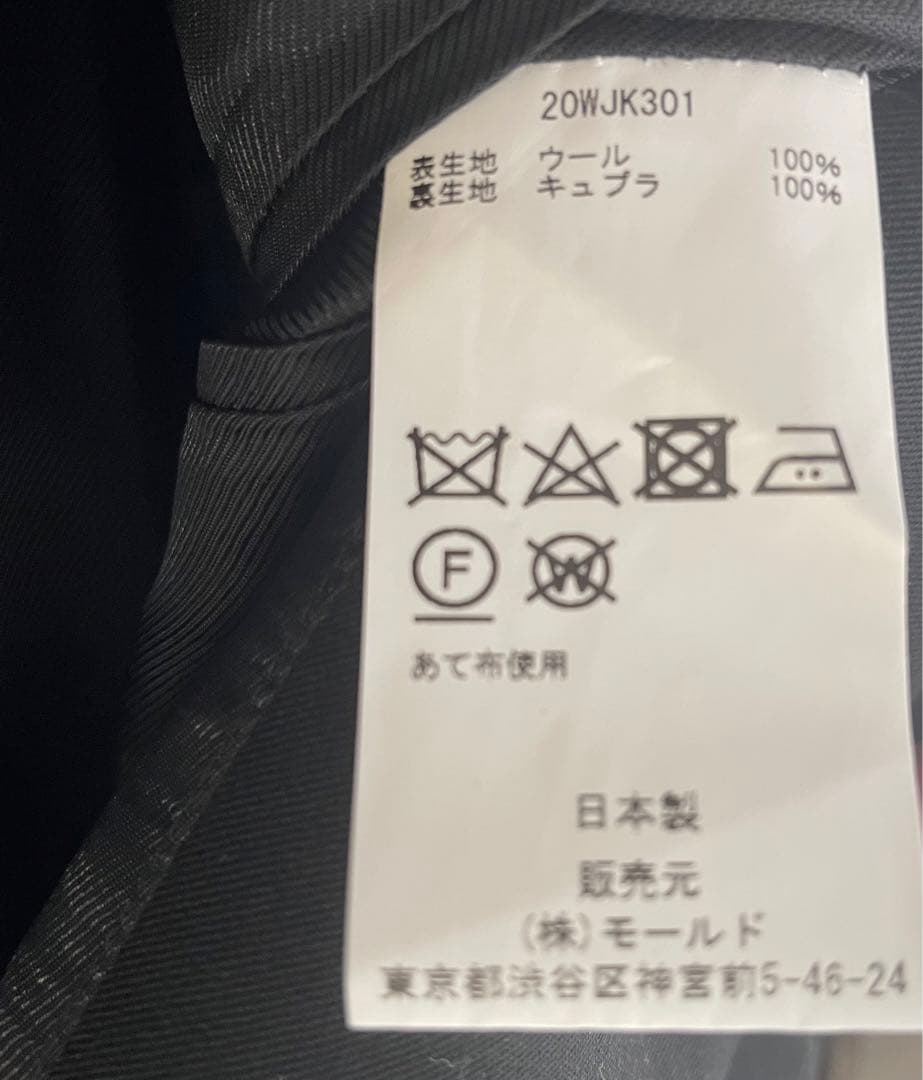 20WJK301
表生地 ウール 100%
裏生地 キュプラ 100%
F W
あて布使用
日本製
販売元
(株)モールド
東京都渋谷区神宮前5-46-24